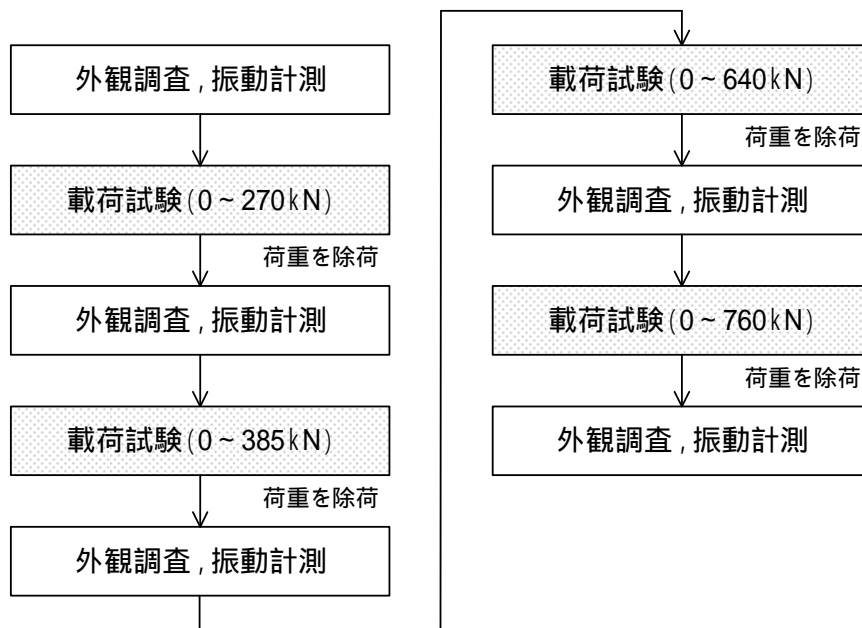 外観調査,振動計測
載荷試験(0~270kN)
荷重を除荷
外観調査,振動計測
載荷試験(0~385kN)
荷重を除荷
外観調査,振動計測
載荷試験(0~640kN)
荷重を除荷
外観調査,振動計測
載荷試験(0~760kN)
荷重を除荷
外観調査,振動計測